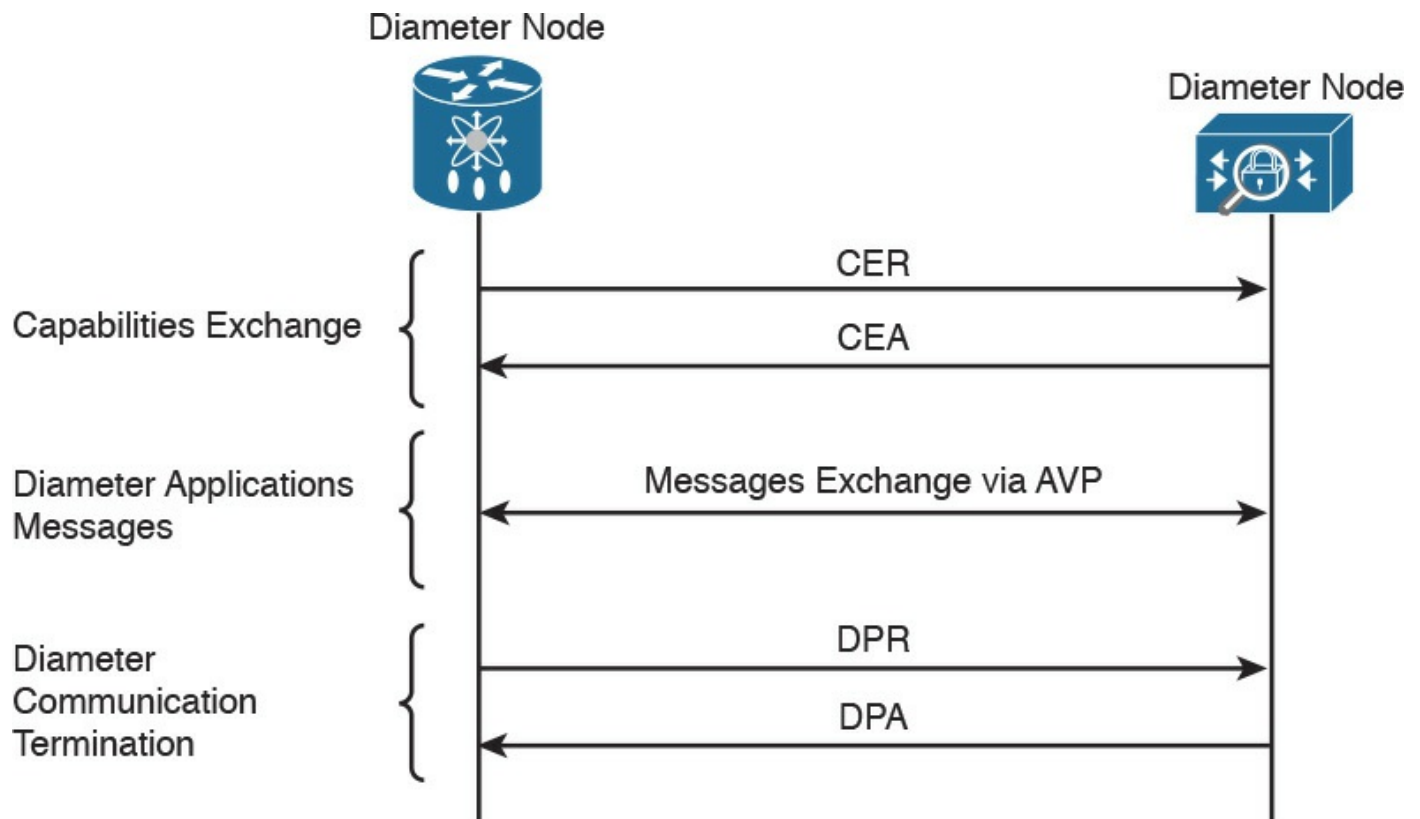 Diameter Node
Diameter Node
CER
Capabilities Exchange
CEA
Messages Exchange via AVP
Diameter Applications
Messages
DPR
Diameter
Communication
Termination
DPA